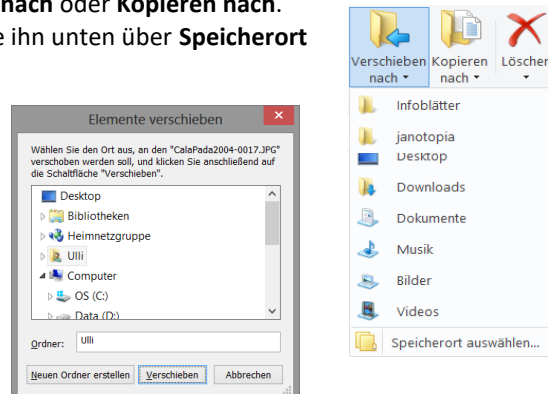 nach oder Kopieren nach.
ihn unten über Speicherort
Elemente verschieben
Wählen Sie den Ort aus, an den "CalaPada2004-0017.JPG"
verschoben werden soll, und klicken Sie anschließend auf
die Schaltfläche "Verschieben".
Desktop
Bibliotheken
Heimnetzgruppe
Ulli
Computer
OS (C:)
Data (D:)
Ordner: Ulli
Neuen Ordner erstellen Verschieben Abbrechen
Verschieben nach
Kopieren nach
Infoblätter
janotopia
Desktop
Downloads
Dokumente
Musik
Bilder
Videos
Speicherort auswählen...